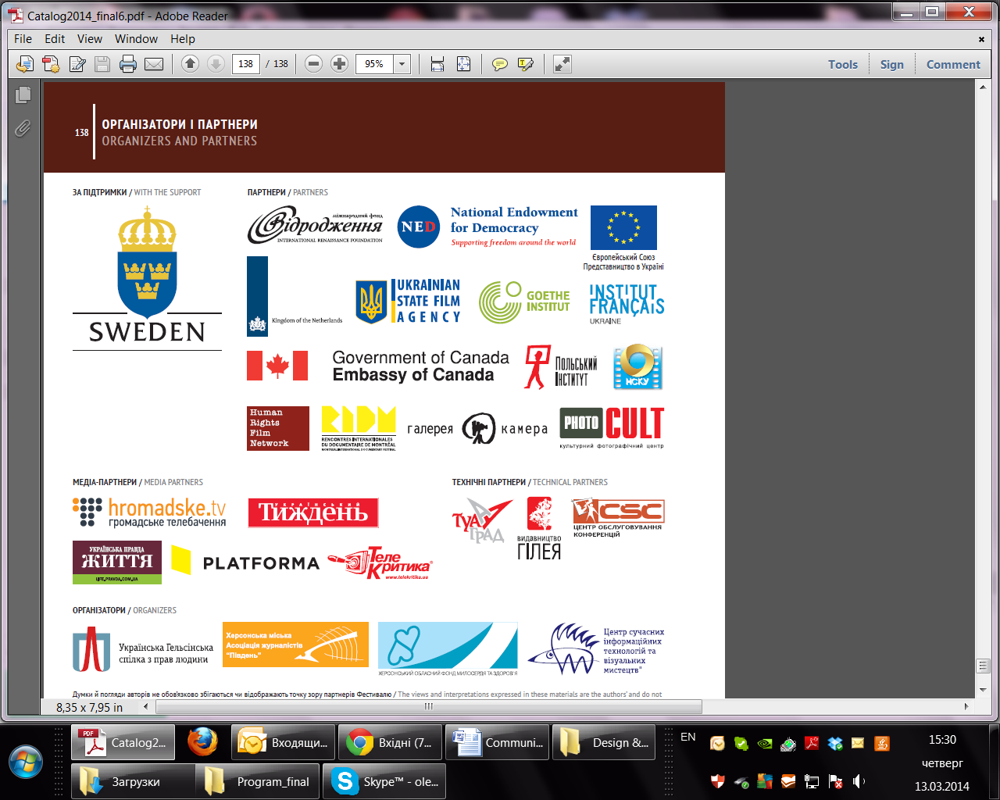 Catalog2014_final6.pdf - Adobe Reader
File Edit View Window Help
138 / 138 95% Tools Sign Comment
138
ОРГАНІЗАТОРИ І ПАРТНЕРИ
ORGANIZERS AND PARTNERS
ЗА ПІДТРИМКИ / WITH THE SUPPORT
SWEDEN
ПАРТНЕРИ / PARTNERS
міжнародний фонд
Відродження
INTERNATIONAL RENAISSANCE FOUNDATION
NED
National Endowment
for Democracy
Supporting freedom around the world
Європейський Союз
Представництво в Україні
Kingdom of the Netherlands
UKRAINIAN
STATE FILM
AGENCY
GOETHE
INSTITUT
INSTITUT
FRANÇAIS
UKRAINE
Government of Canada
Embassy of Canada
ПОЛЬСЬКИЙ
ІНСТИТУТ
НСКУ
Human
Rights
Film
Network
RIDM
RENCONTRES INTERNATIONALES
DU DOCUMENTAIRE DE MONTRÉAL
MONTREAL INTERNATIONAL DOCUMENTARY FESTIVAL
галерея камера
PHOTO CULT
культурний фотографічний центр
МЕДІА-ПАРТНЕРИ / MEDIA PARTNERS
hromadske.tv
громадське телебачення
УКРАЇНСЬКИЙ
Тиждень
УКРАЇНСЬКА ПРАВДА
ЖИТТЯ
LIFE.PRAVDA.COM.UA
PLATFORMA
ТЕЛЕ
КРИТИКА®
www.telekritika.ua
ТЕХНІЧНІ ПАРТНЕРИ / TECHNICAL PARTNERS
ТУА
ГРАД
ВИДАВНИЦТВО
ГІЛЕЯ
CSC
ЦЕНТР ОБСЛУГОВУВАННЯ
КОНФЕРЕНЦІЙ
ОРГАНІЗАТОРИ / ORGANIZERS
Українська Гельсінська
спілка з прав людини
Херсонська міська
Асоціація журналістів
"Південь"
ХЕРСОНСЬКИЙ ОБЛАСНИЙ ФОНД МИЛОСЕРДЯ ТА ЗДОРОВ'Я
Центр сучасних
інформаційних
технологій та
візуальних
мистецтв"
Думки й погляди авторів не обов'язково збігаються чи відображають точку зору партнерів Фестивалю / The views and interpretations expressed in these materials are the authors' and do not
8,35 x 7,95 in
PDF Catalog2... Входящи... Вхідні (7... Communi... Design &... EN 15:30
четверг
Загрузки Program_final Skype™ - ole... 13.03.2014